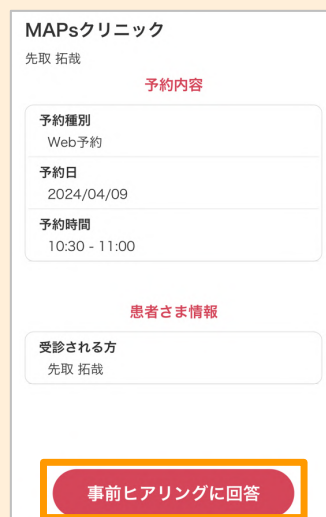 MAPsクリニック
先取 拓哉
予約内容
予約種別
Web予約
予約日
2024/04/09
予約時間
10:30 - 11:00
患者さま情報
受診される方
先取 拓哉
事前ヒアリングに回答